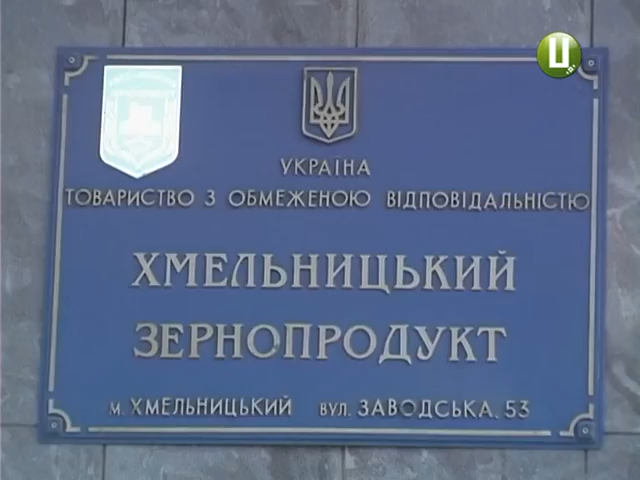 Ц
УКРАЇНА
ТОВАРИСТВО З ОБМЕЖЕНОЮ ВІДПОВІДАЛЬНІСТЮ
ХМЕЛЬНИЦЬКИЙ
ЗЕРНОПРОДУКТ
М. ХМЕЛЬНИЦЬКИЙ ВУЛ. ЗАВОДСЬКА, 53